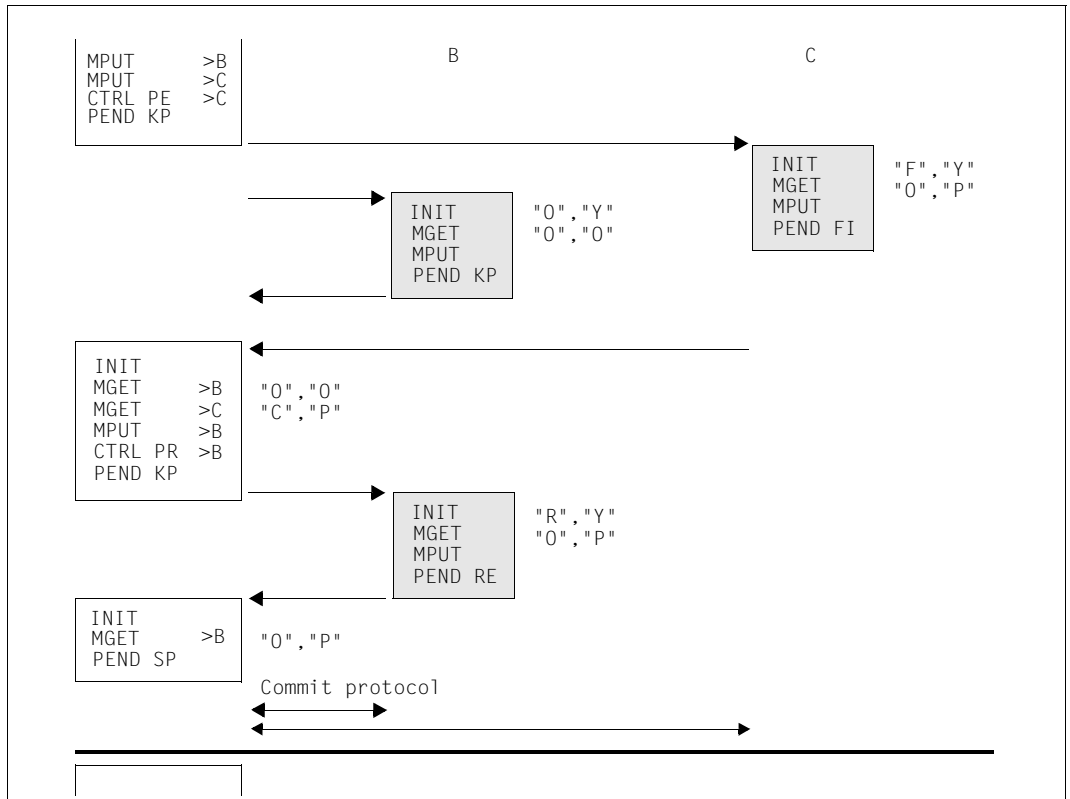 B
C
MPUT >B
MPUT >C
CTRL PE >C
PEND KP
INIT
MGET
MPUT
PEND FI
"F","Y"
"O","P"
INIT
MGET
MPUT
PEND KP
"O","Y"
"O","O"
INIT
MGET >B
MGET >C
MPUT >B
CTRL PR >B
PEND KP
"O","O"
"C","P"
INIT
MGET
MPUT
PEND RE
"R","Y"
"O","P"
INIT
MGET >B
PEND SP
"O","P"
Commit protocol